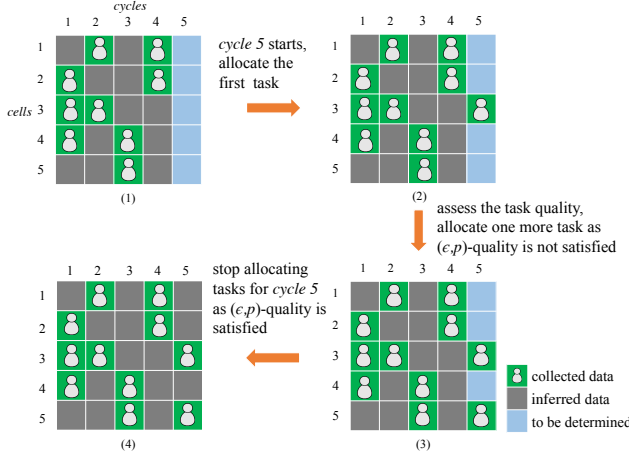 cycles
1 2 3 4 5
cells
1
2
3
4
5
(1)
cycle 5 starts,
allocate the
first task
1 2 3 4 5
1
2
3
4
5
(2)
assess the task quality,
allocate one more task as
(ϵ,p)-quality is not satisfied
1 2 3 4 5
1
2
3
4
5
(3)
stop allocating
tasks for cycle 5
as (ϵ,p)-quality is
satisfied
1 2 3 4 5
1
2
3
4
5
(4)
collected data
inferred data
to be determined